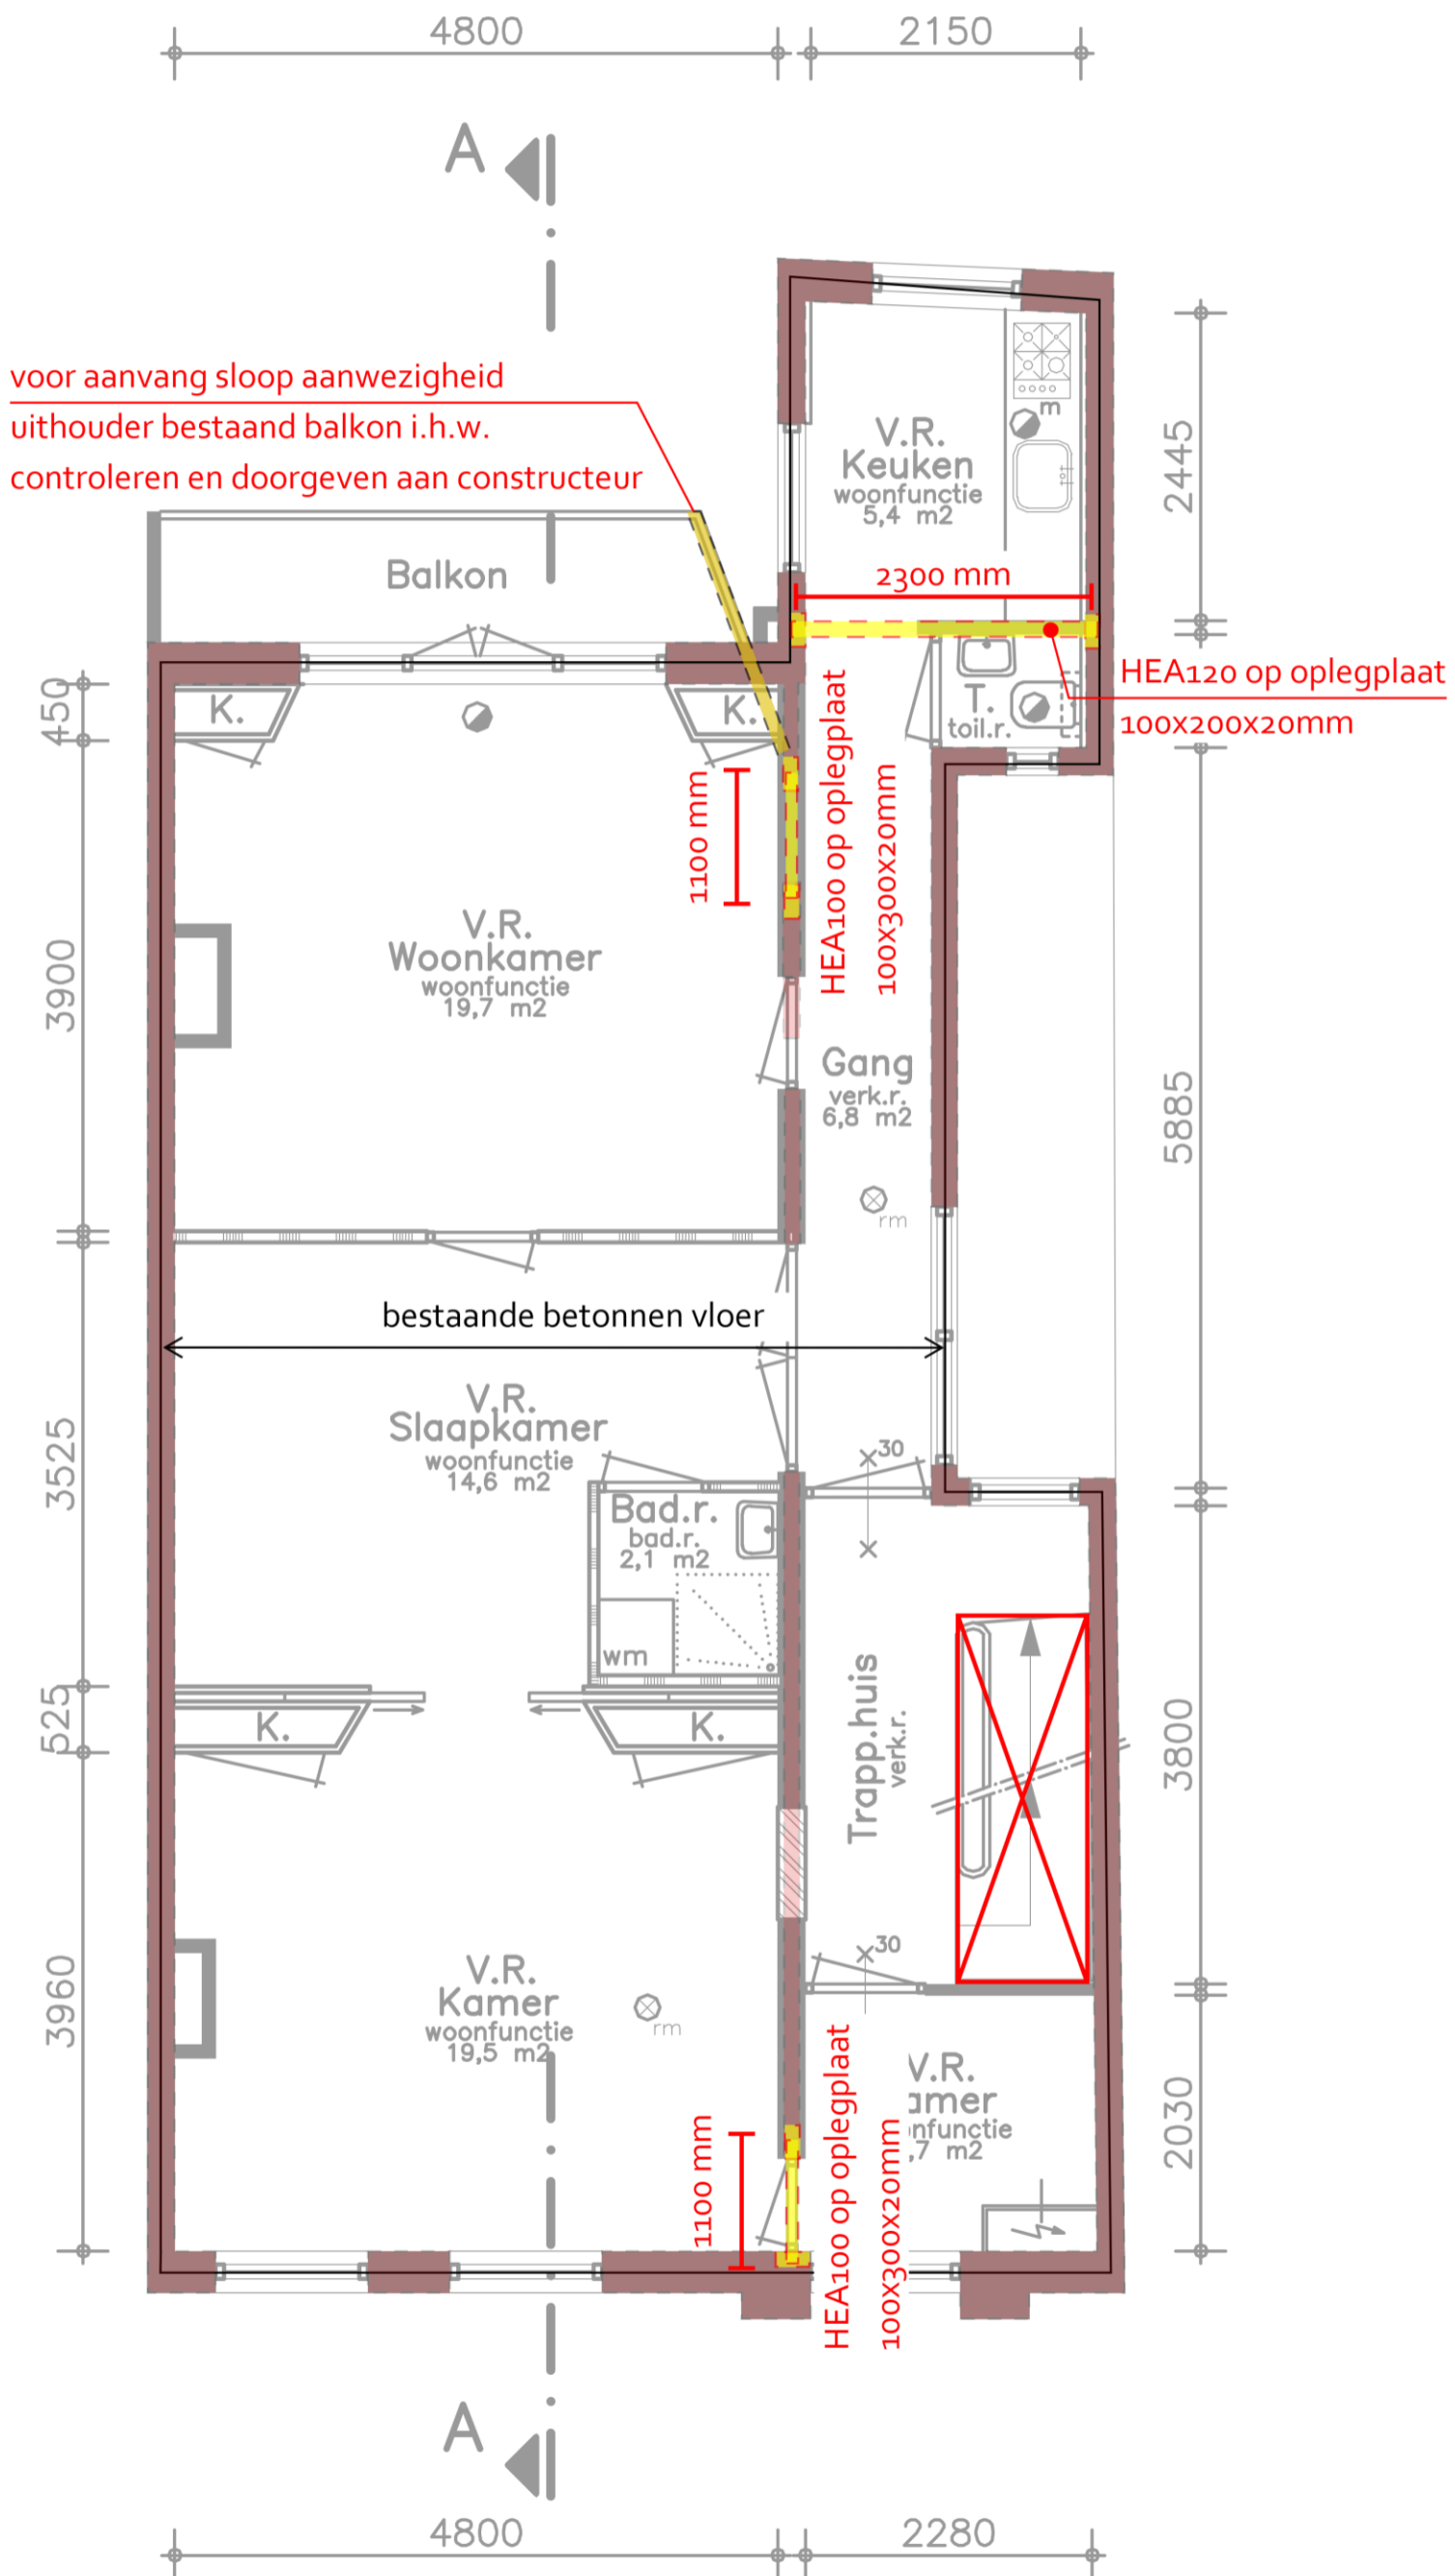 4800
2150
A
voor aanvang sloop aanwezigheid
uithouder bestaand balkon i.h.w.
controleren en doorgeven aan constructeur
m
V.R.
Keuken
woonfunctie
5,4 m2
2445
Balkon
2300 mm
HEA120 op oplegplaat
100x200x20mm
T.
toil.r.
450
K.
K.
1100 mm
HEA100 op oplegplaat
100x300x20mm
V.R.
Woonkamer
woonfunctie
19,7 m2
3900
Gang
verk.r.
6,8 m2
rm
5885
bestaande betonnen vloer
V.R.
Slaapkamer
woonfunctie
14,6 m2
3525
30
Bad.r.
bad.r.
2,1 m2
wm
525
K.
K.
Trapp.huis
verk.r.
3800
30
V.R.
Kamer
woonfunctie
19,5 m2
rm
3960
V.R.
amer
nfunctie
,7 m2
2030
1100 mm
HEA100 op oplegplaat
100x300x20mm
A
4800
2280